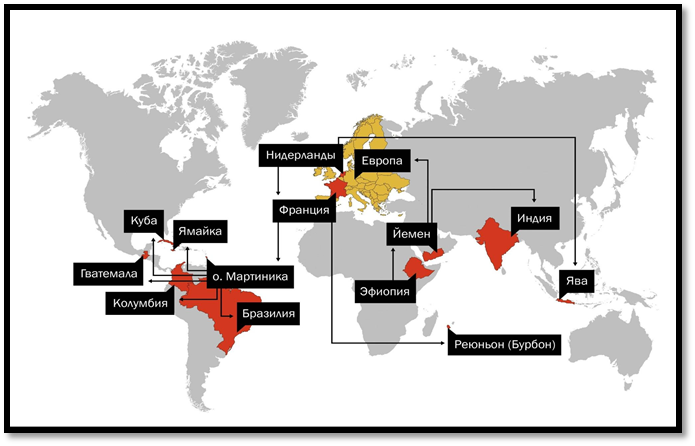 Нидерланды
Европа
Франция
Куба
Ямайка
Йемен
Индия
Гватемала
о. Мартиника
Эфиопия
Ява
Колумбия
Бразилия
Реюньон (Бурбон)